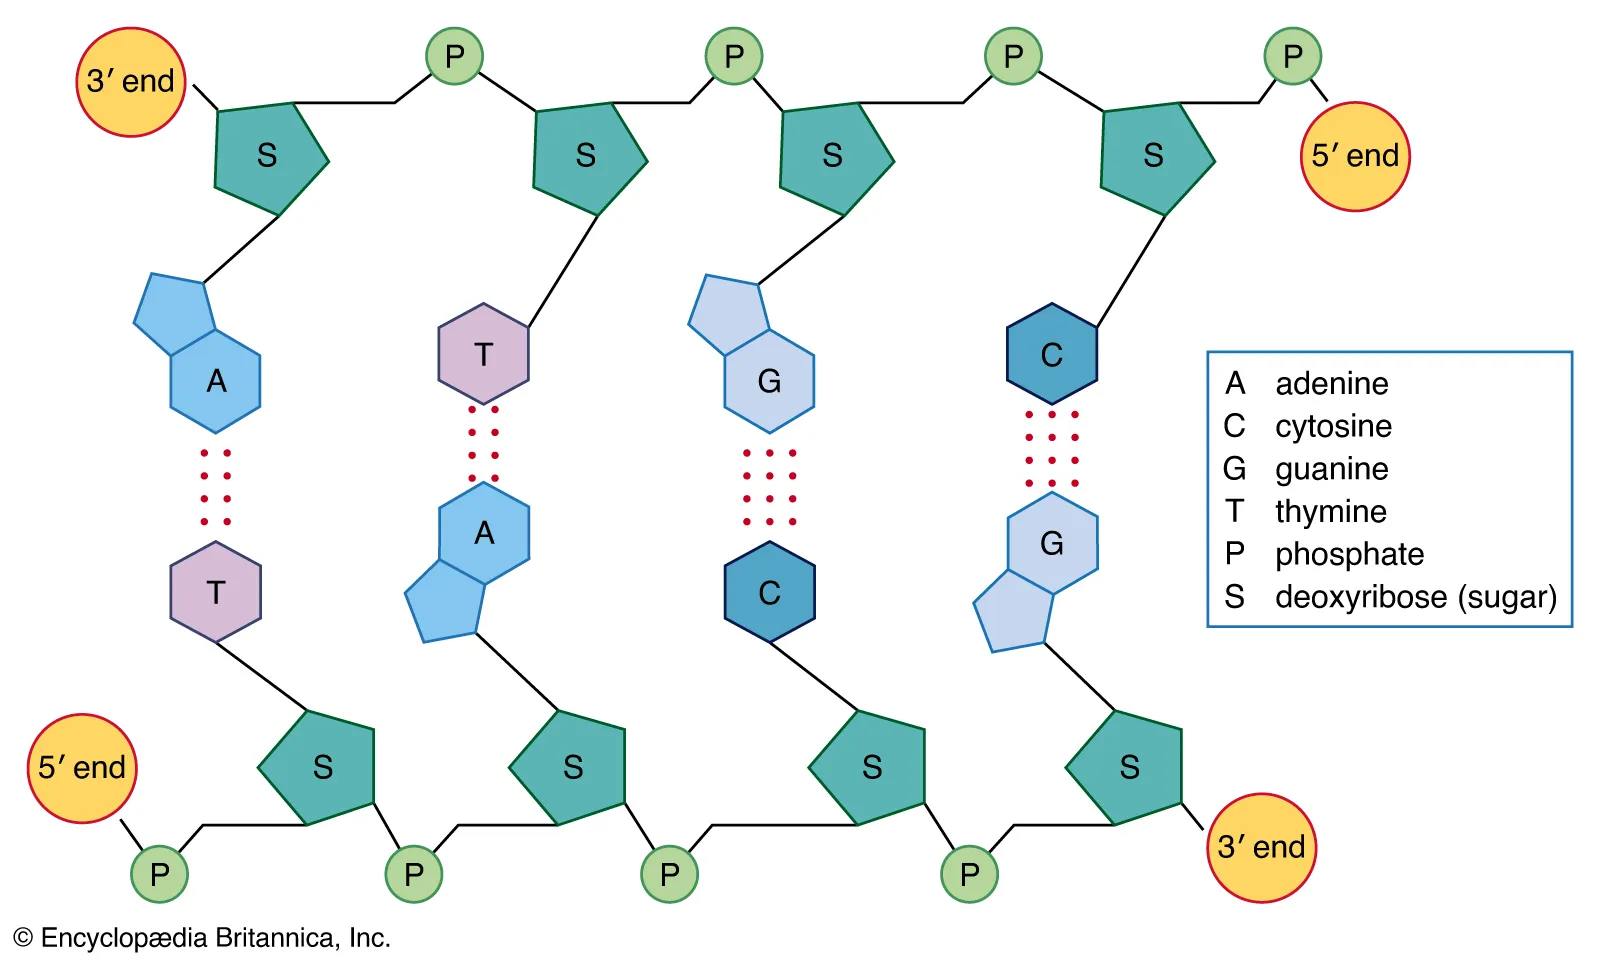 3′ end
P
P
P
P
5′ end
S
S
S
S
A
T
G
C
T
A
C
G
A adenine
C cytosine
G guanine
T thymine
P phosphate
S deoxyribose (sugar)
5′ end
S
S
S
S
3′ end
P
P
P
P
© Encyclopædia Britannica, Inc.